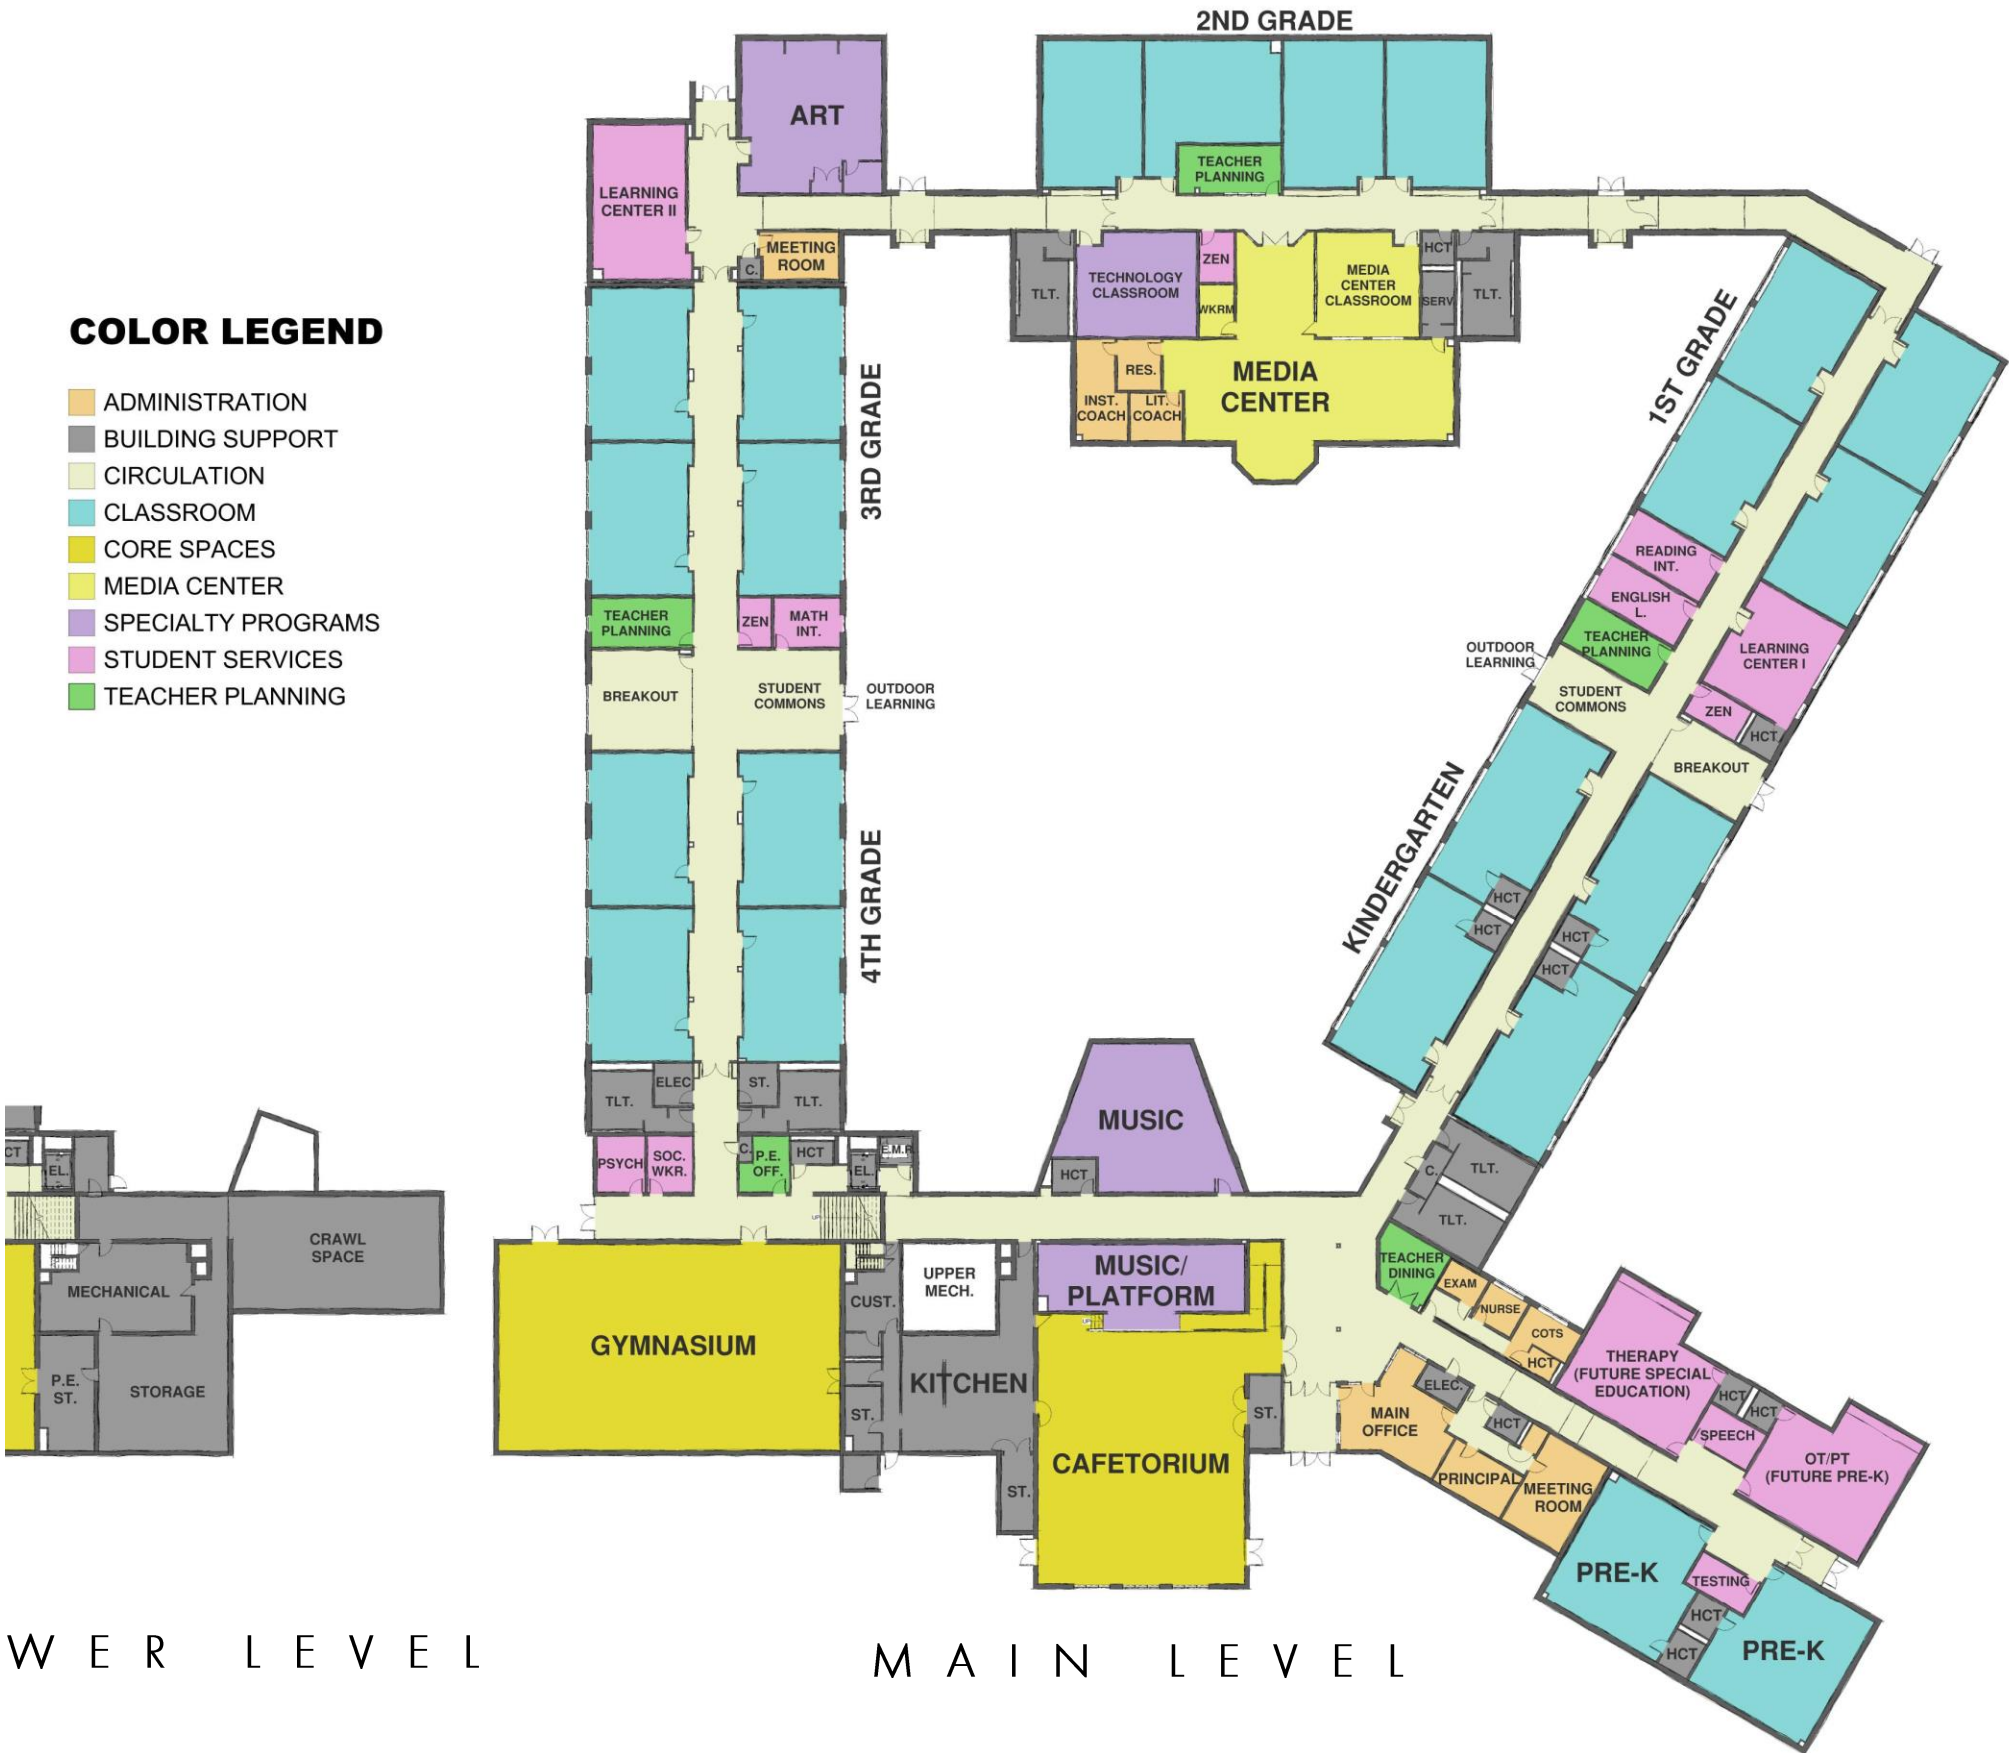 2ND GRADE
ART
LEARNING
CENTER II
TEACHER
PLANNING
MEETING
ROOM
C.
TLT.
TECHNOLOGY
CLASSROOM
ZEN
WKRM
MEDIA
CENTER
CLASSROOM
HCT
SERV
TLT.
RES.
INST.
COACH
LIT.
COACH
MEDIA
CENTER
COLOR LEGEND
ADMINISTRATION
BUILDING SUPPORT
CIRCULATION
CLASSROOM
CORE SPACES
MEDIA CENTER
SPECIALTY PROGRAMS
STUDENT SERVICES
TEACHER PLANNING
3RD GRADE
TEACHER
PLANNING
ZEN
MATH
INT.
BREAKOUT
STUDENT
COMMONS
OUTDOOR
LEARNING
4TH GRADE
1ST GRADE
READING
INT.
ENGLISH
L.
TEACHER
PLANNING
LEARNING
CENTER I
OUTDOOR
LEARNING
STUDENT
COMMONS
ZEN
HCT
BREAKOUT
KINDERGARTEN
HCT
HCT
HCT
HCT
ELEC
TLT.
ST.
TLT.
PSYCH
SOC.
WKR.
C.
P.E.
OFF.
HCT
EL.
E.M.R
UP
MUSIC
HCT
C.
TLT.
TLT.
TEACHER
DINING
EXAM
NURSE
COTS
HCT
THERAPY
(FUTURE SPECIAL
EDUCATION)
HCT
HCT
SPEECH
OT/PT
(FUTURE PRE-K)
GYMNASIUM
CUST.
UPPER
MECH.
KITCHEN
ST.
ST.
MUSIC/
PLATFORM
UP
CAFETORIUM
ST.
MAIN
OFFICE
ELEC.
HCT
PRINCIPAL
MEETING
ROOM
PRE-K
TESTING
HCT
HCT
PRE-K
CT
EL.
CRAWL
SPACE
MECHANICAL
P.E.
ST.
STORAGE
WER LEVEL
MAIN LEVEL